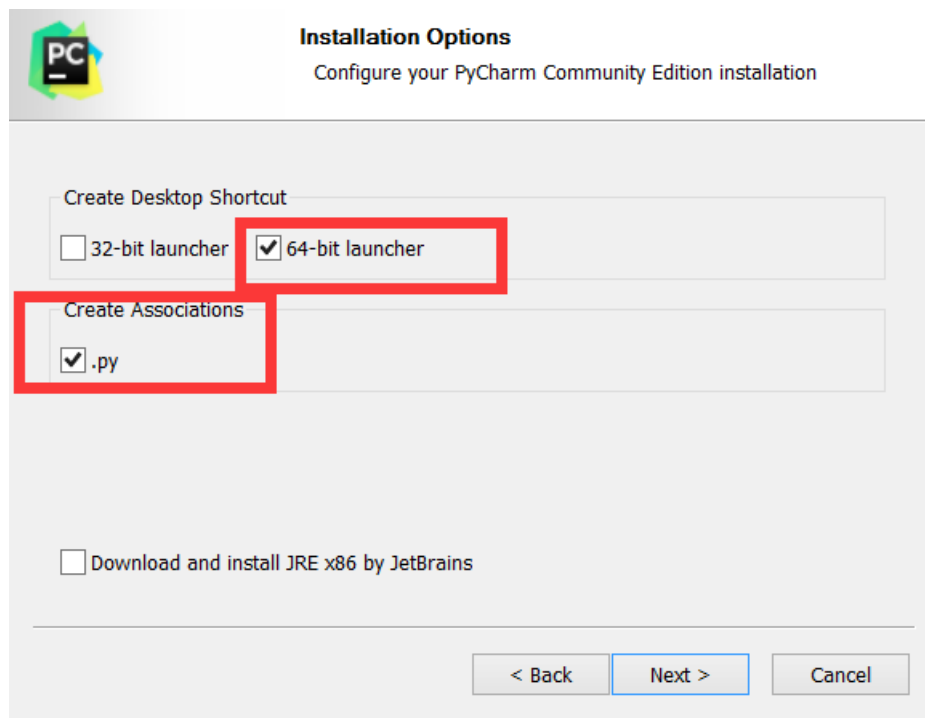 PC
Installation Options
Configure your PyCharm Community Edition installation
Create Desktop Shortcut
32-bit launcher
64-bit launcher
Create Associations
.py
Download and install JRE x86 by JetBrains
< Back
Next >
Cancel